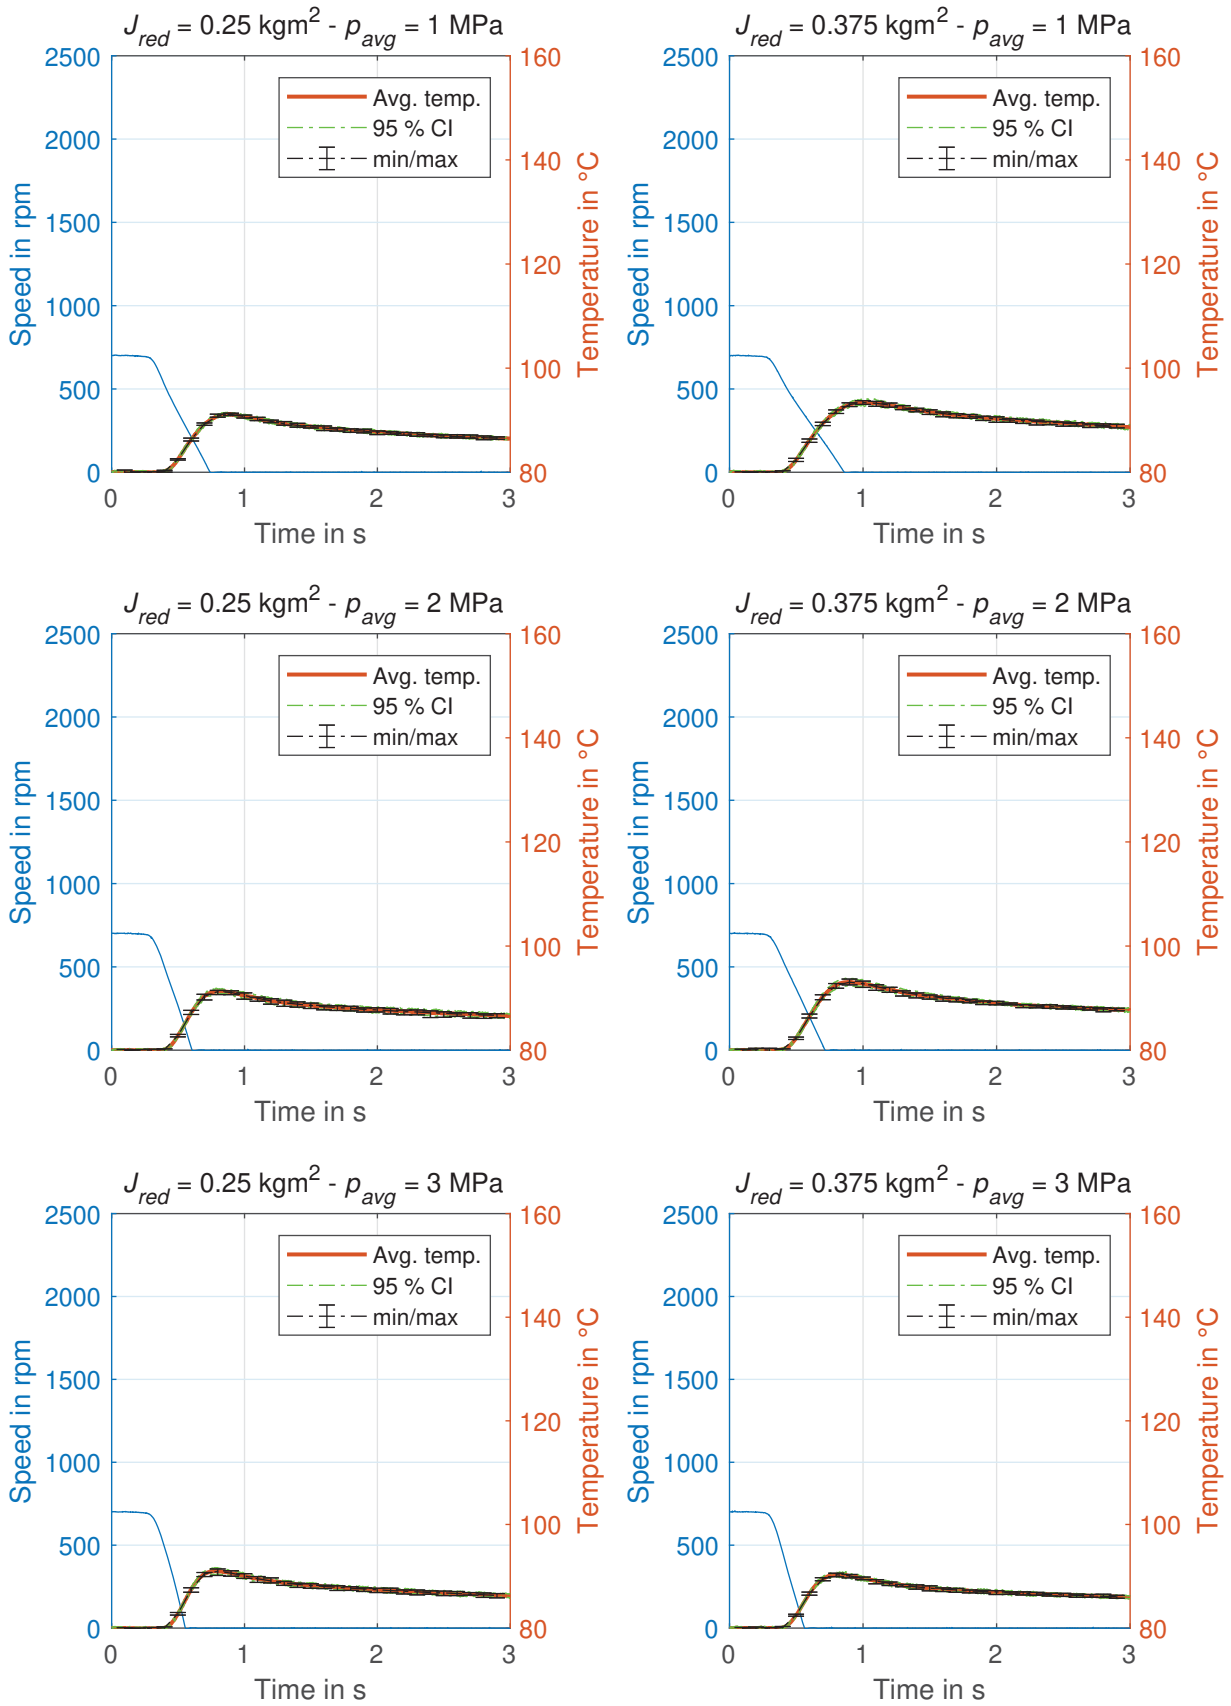 J_red = 0.25 kgm² - p_avg = 1 MPa
2500
2000
1500
1000
500
0
Speed in rpm
160
140
120
100
80
Temperature in °C
Avg. temp.
95 % CI
min/max
0 1 2 3
Time in s
J_red = 0.375 kgm² - p_avg = 1 MPa
2500
2000
1500
1000
500
0
Speed in rpm
160
140
120
100
80
Temperature in °C
Avg. temp.
95 % CI
min/max
0 1 2 3
Time in s
J_red = 0.25 kgm² - p_avg = 2 MPa
2500
2000
1500
1000
500
0
Speed in rpm
160
140
120
100
80
Temperature in °C
Avg. temp.
95 % CI
min/max
0 1 2 3
Time in s
J_red = 0.375 kgm² - p_avg = 2 MPa
2500
2000
1500
1000
500
0
Speed in rpm
160
140
120
100
80
Temperature in °C
Avg. temp.
95 % CI
min/max
0 1 2 3
Time in s
J_red = 0.25 kgm² - p_avg = 3 MPa
2500
2000
1500
1000
500
0
Speed in rpm
160
140
120
100
80
Temperature in °C
Avg. temp.
95 % CI
min/max
0 1 2 3
Time in s
J_red = 0.375 kgm² - p_avg = 3 MPa
2500
2000
1500
1000
500
0
Speed in rpm
160
140
120
100
80
Temperature in °C
Avg. temp.
95 % CI
min/max
0 1 2 3
Time in s